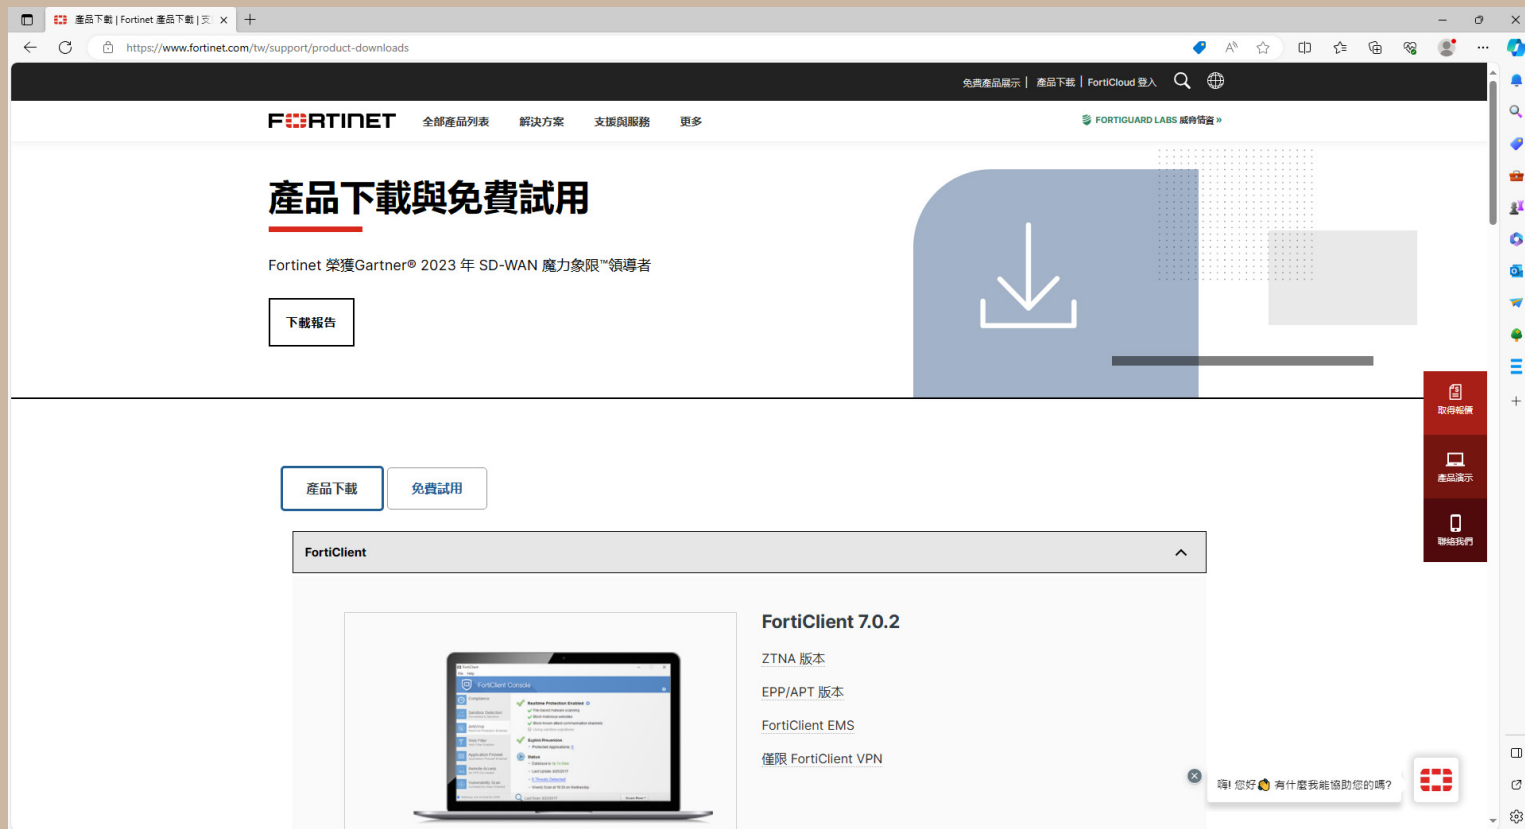 產品下載 | Fortinet 產品下載 | 支
https://www.fortinet.com/tw/support/product-downloads
免費產品展示 | 產品下載 | FortiCloud 登入
FORTINET 全部產品列表 解決方案 支援與服務 更多
FORTIGUARD LABS 威脅情資 »
產品下載與免費試用
Fortinet 榮獲Gartner® 2023 年 SD-WAN 魔力象限™領導者
下載報告
取得報價
產品演示
聯絡我們
產品下載 免費試用
FortiClient
FortiClient 7.0.2
ZTNA 版本
EPP/APT 版本
FortiClient EMS
僅限 FortiClient VPN
FortiClient Console
Realtime Protection Enabled
嗨! 您好👏 有什麼我能協助您的嗎?